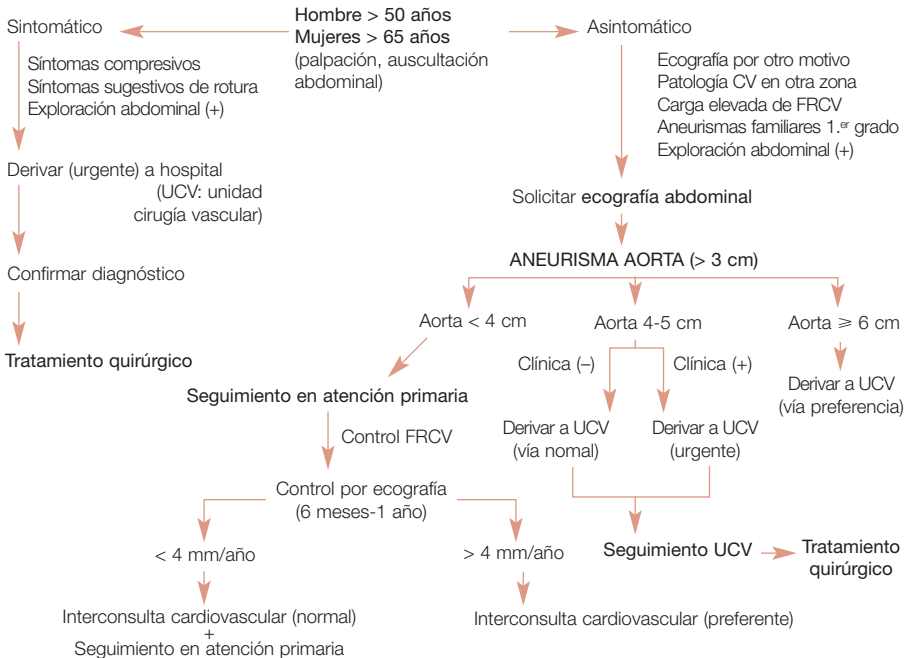 Hombre > 50 años
Mujeres > 65 años
(palpación, auscultación
abdominal)
Sintomático
Síntomas compresivos
Síntomas sugestivos de rotura
Exploración abdominal (+)
Derivar (urgente) a hospital
(UCV: unidad
cirugía vascular)
Confirmar diagnóstico
Tratamiento quirúrgico
Asintomático
Ecografía por otro motivo
Patología CV en otra zona
Carga elevada de FRCV
Aneurismas familiares 1.er grado
Exploración abdominal (+)
Solicitar ecografía abdominal
ANEURISMA AORTA (> 3 cm)
Aorta < 4 cm
Seguimiento en atención primaria
Control FRCV
Control por ecografía
(6 meses-1 año)
< 4 mm/año
Interconsulta cardiovascular (normal)
+
Seguimiento en atención primaria
> 4 mm/año
Interconsulta cardiovascular (preferente)
Aorta 4-5 cm
Clínica (–)
Clínica (+)
Derivar a UCV
(vía nomal)
Derivar a UCV
(urgente)
Seguimiento UCV
Tratamiento
quirúrgico
Aorta ⩾ 6 cm
Derivar a UCV
(vía preferencia)